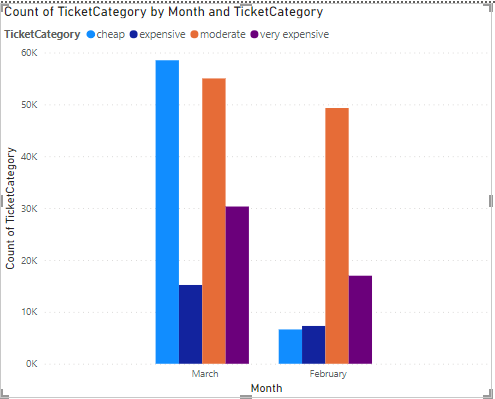 Count of TicketCategory by Month and TicketCategory
TicketCategory cheap expensive moderate very expensive
60K
50K
40K
30K
20K
10K
0K
Count of TicketCategory
March February
Month